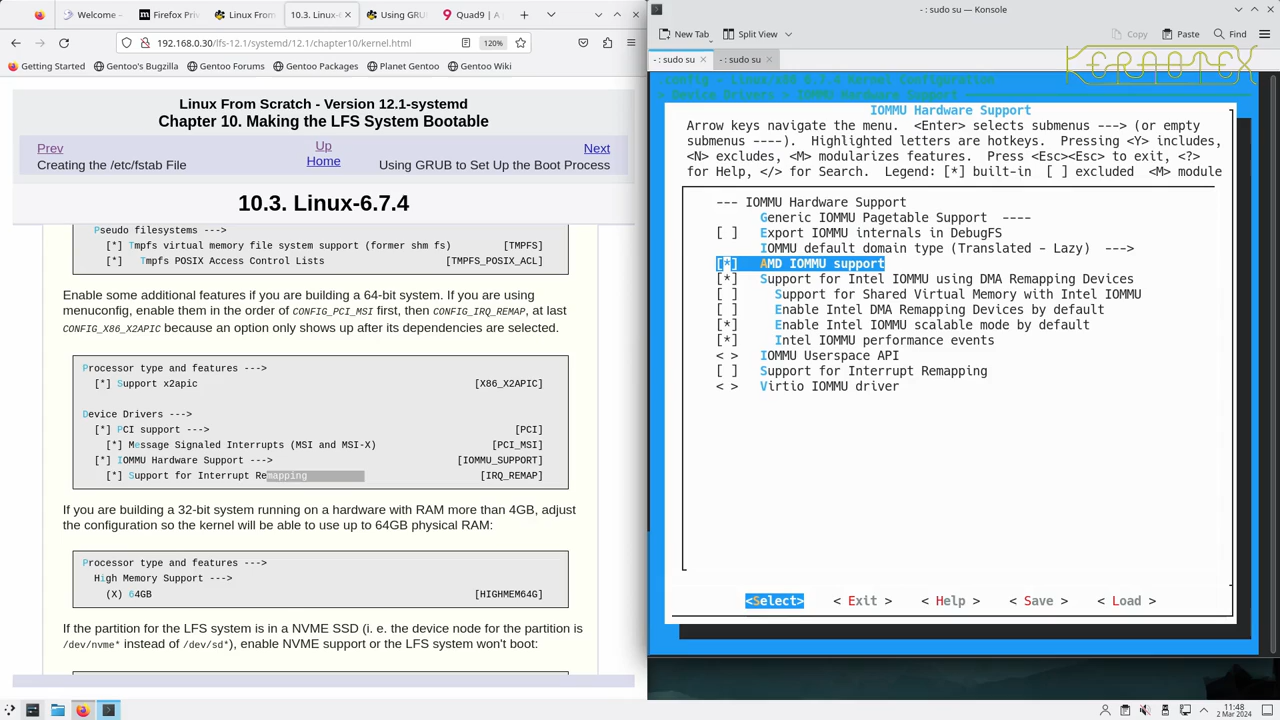 Welcome -
Firefox Priv
Linux From
10.3. Linux-6
Using GRU
Quad9 | A
192.168.0.30/lfs-12.1/systemd/12.1/chapter10/kernel.html
120%
Getting Started
Gentoo's Bugzilla
Gentoo Forums
Gentoo Packages
Planet Gentoo
Gentoo Wiki
Linux From Scratch - Version 12.1-systemd
Chapter 10. Making the LFS System Bootable
Prev
Up
Next
Creating the /etc/fstab File
Home
Using GRUB to Set Up the Boot Process
10.3. Linux-6.7.4
Pseudo filesystems --->
[*] Tmpfs virtual memory file system support (former shm fs) [TMPFS]
[*] Tmpfs POSIX Access Control Lists [TMPFS_POSIX_ACL]
Enable some additional features if you are building a 64-bit system. If you are using
menuconfig, enable them in the order of CONFIG_PCI_MSI first, then CONFIG_IRQ_REMAP, at last
CONFIG_X86_X2APIC because an option only shows up after its dependencies are selected.
Processor type and features --->
[*] Support x2apic [X86_X2APIC]
Device Drivers --->
[*] PCI support ---> [PCI]
[*] Message Signaled Interrupts (MSI and MSI-X) [PCI_MSI]
[*] IOMMU Hardware Support ---> [IOMMU_SUPPORT]
[*] Support for Interrupt Remapping [IRQ_REMAP]
If you are building a 32-bit system running on a hardware with RAM more than 4GB, adjust
the configuration so the kernel will be able to use up to 64GB physical RAM:
Processor type and features --->
High Memory Support --->
(X) 64GB [HIGHMEM64G]
If the partition for the LFS system is in a NVME SSD (i. e. the device node for the partition is
/dev/nvme* instead of /dev/sd*), enable NVME support or the LFS system won't boot:
- : sudo su — Konsole
New Tab
Split View
Copy
Paste
Find
- : sudo su
- : sudo su
KERNOTEX
config - Linux/x86 6.7.4 Kernel Configuration
> Device Drivers > IOMMU Hardware Support
IOMMU Hardware Support
Arrow keys navigate the menu. <Enter> selects submenus ---> (or empty
submenus ----). Highlighted letters are hotkeys. Pressing <Y> includes,
<N> excludes, <M> modularizes features. Press <Esc><Esc> to exit, <?>
for Help, </> for Search. Legend: [*] built-in [ ] excluded <M> module
--- IOMMU Hardware Support
Generic IOMMU Pagetable Support ----
[ ] Export IOMMU internals in DebugFS
IOMMU default domain type (Translated - Lazy) --->
[*] AMD IOMMU support
[*] Support for Intel IOMMU using DMA Remapping Devices
[ ] Support for Shared Virtual Memory with Intel IOMMU
[ ] Enable Intel DMA Remapping Devices by default
[*] Enable Intel IOMMU scalable mode by default
[*] Intel IOMMU performance events
< > IOMMU Userspace API
[ ] Support for Interrupt Remapping
< > Virtio IOMMU driver
<Select> < Exit > < Help > < Save > < Load >
11:48
2 Mar 2024